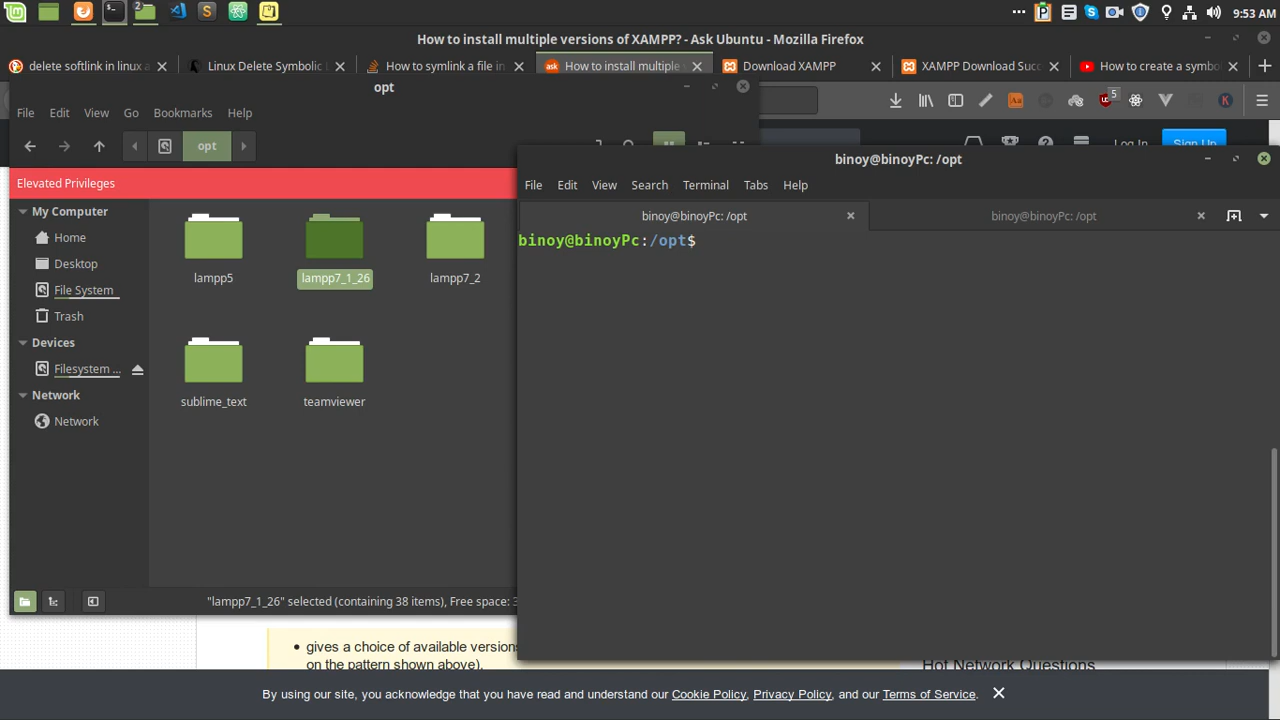 9:53 AM
How to install multiple versions of XAMPP? - Ask Ubuntu - Mozilla Firefox
delete softlink in linux a
Linux Delete Symbolic
How to symlink a file in
How to install multiple
Download XAMPP
XAMPP Download Succ
How to create a symbo
5
Sign Up
Log In
opt
File Edit View Go Bookmarks Help
opt
Elevated Privileges
My Computer
Home
Desktop
File System
Trash
Devices
Filesystem ...
Network
Network
lampp5
lampp7_1_26
lampp7_2
sublime_text
teamviewer
"lampp7_1_26" selected (containing 38 items), Free space:
binoy@binoyPc: /opt
File Edit View Search Terminal Tabs Help
binoy@binoyPc: /opt
binoy@binoyPc: /opt
binoy@binoyPc:/opt$
gives a choice of available versions
on the pattern shown above).
Hot Network Questions
By using our site, you acknowledge that you have read and understand our Cookie Policy, Privacy Policy, and our Terms of Service.